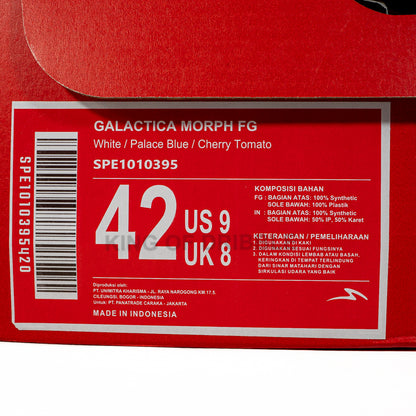 GALACTICA MORPH FG
White / Palace Blue / Cherry Tomato
SPE1010395
SPE1010395420
42
US 9
UK 8
KOMPOSISI BAHAN
FG : BAGIAN ATAS: 100% Synthetic
SOLE BAWAH: 100% Plastik
IN : BAGIAN ATAS: 100% Synthetic
SOLE BAWAH: 50% IP, 50% Karet
KETERANGAN / PEMELIHARAAN
1. DIGUNAKAN DI KAKI
2. DIGUNAKAN SESUAI FUNGSINYA
3. DALAM KONDISI LEMBAB ATAU BASAH,
KERINGKAN DI TEMPAT TERLINDUNG
DARI SINAR MATAHARI DENGAN
SIRKULASI UDARA YANG BAIK
Diproduksi oleh:
PT. UNIMITRA KHARISMA - JL. RAYA NAROGONG KM 17.5.
CILEUNGSI, BOGOR - INDONESIA
Untuk: PT. PANATRADE CARAKA - JAKARTA
MADE IN INDONESIA